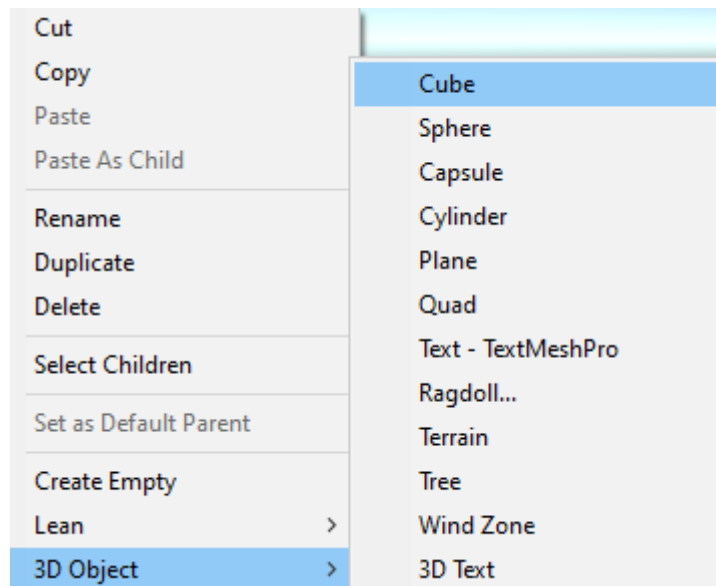 Cut
Copy
Paste
Paste As Child
Rename
Duplicate
Delete
Select Children
Set as Default Parent
Create Empty
Lean
3D Object
Cube
Sphere
Capsule
Cylinder
Plane
Quad
Text - TextMeshPro
Ragdoll...
Terrain
Tree
Wind Zone
3D Text